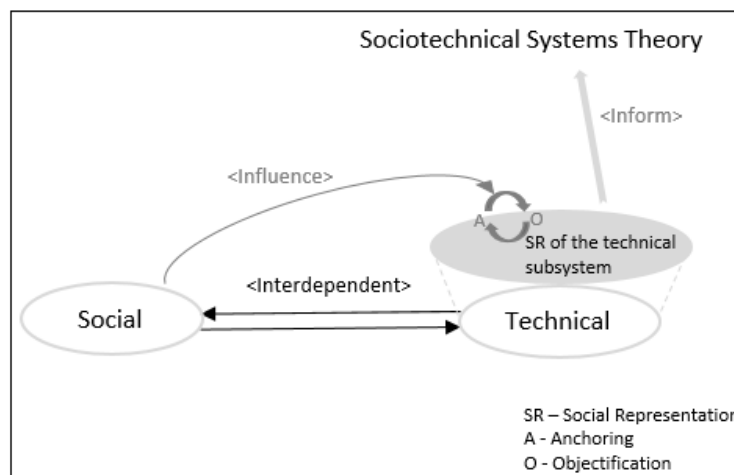 Sociotechnical Systems Theory
<Inform>
<Influence>
A O
SR of the technical
subsystem
<Interdependent>
Social
Technical
SR – Social Representation
A - Anchoring
O - Objectification